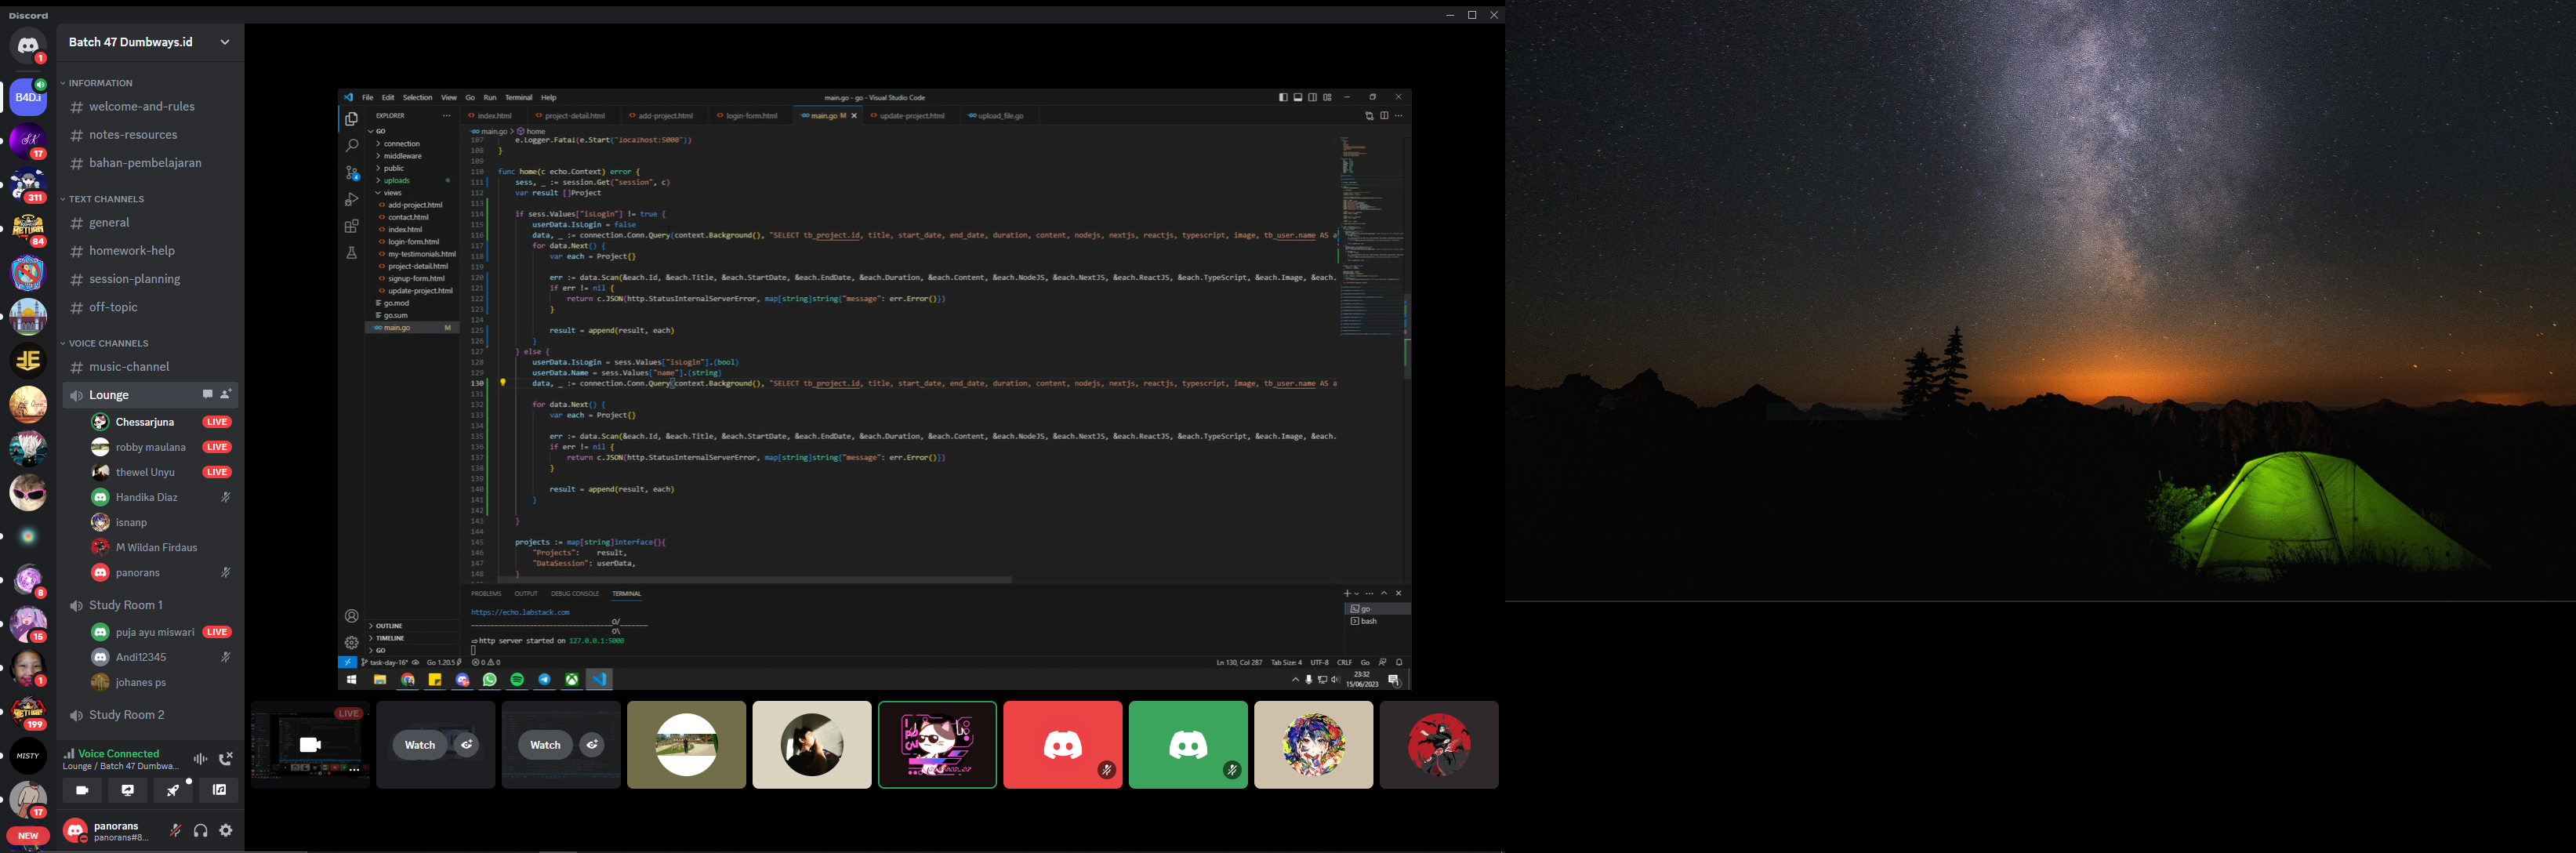 Discord
Batch 47 Dumbways.id
INFORMATION
welcome-and-rules
notes-resources
bahan-pembelajaran
TEXT CHANNELS
general
homework-help
session-planning
off-topic
VOICE CHANNELS
music-channel
Lounge
Chessarjuna LIVE
robby maulana LIVE
thewel Unyu LIVE
Handika Diaz
isnanp
M Wildan Firdaus
panorans
Study Room 1
puja ayu miswari LIVE
Andi12345
johanes ps
Study Room 2
Voice Connected
Lounge / Batch 47 Dumbwa...
panorans
panorans#8...
1
B4D.i
17
311
84
8
15
1
199
MISTY
17
NEW
File Edit Selection View Go Run Terminal Help
main.go - go - Visual Studio Code
EXPLORER
GO
connection
middleware
public
uploads
views
add-project.html
contact.html
index.html
login-form.html
my-testimonials.html
project-detail.html
signup-form.html
update-project.html
go.mod
go.sum
main.go M
OUTLINE
TIMELINE
GO
index.html project-detail.html add-project.html login-form.html main.go M update-project.html upload_file.go
main.go > home
107 e.Logger.Fatal(e.Start("localhost:5000"))
108 }
109
110 func home(c echo.Context) error {
111 sess, _ := session.Get("session", c)
112 var result []Project
113
114 if sess.Values["isLogin"] != true {
115 userData.IsLogin = false
116 data, _ := connection.Conn.Query(context.Background(), "SELECT tb_project.id, title, start_date, end_date, duration, content, nodejs, nextjs, reactjs, typescript, image, tb_user.name AS a
117 for data.Next() {
118 var each = Project{}
119
120 err := data.Scan(&each.Id, &each.Title, &each.StartDate, &each.EndDate, &each.Duration, &each.Content, &each.NodeJS, &each.NextJS, &each.ReactJS, &each.TypeScript, &each.Image, &each.
121 if err != nil {
122 return c.JSON(http.StatusInternalServerError, map[string]string{"message": err.Error()})
123 }
124
125 result = append(result, each)
126 }
127 } else {
128 userData.IsLogin = sess.Values["isLogin"].(bool)
129 userData.Name = sess.Values["name"].(string)
130 data, _ := connection.Conn.Query(context.Background(), "SELECT tb_project.id, title, start_date, end_date, duration, content, nodejs, nextjs, reactjs, typescript, image, tb_user.name AS a
131
132 for data.Next() {
133 var each = Project{}
134
135 err := data.Scan(&each.Id, &each.Title, &each.StartDate, &each.EndDate, &each.Duration, &each.Content, &each.NodeJS, &each.NextJS, &each.ReactJS, &each.TypeScript, &each.Image, &each.
136 if err != nil {
137 return c.JSON(http.StatusInternalServerError, map[string]string{"message": err.Error()})
138 }
139
140 result = append(result, each)
141 }
142
143 }
144
145 projects := map[string]interface{}{
146 "Projects": result,
147 "DataSession": userData,
148 }
PROBLEMS OUTPUT DEBUG CONSOLE TERMINAL
https://echo.labstack.com
____________________________________O/_______
O\
⇨ http server started on 127.0.0.1:5000
go
bash
task-day-16* Go 1.20.5 0 0
Ln 130, Col 287 Tab Size: 4 UTF-8 CRLF Go
23:32
15/06/2023
LIVE
Watch
Watch